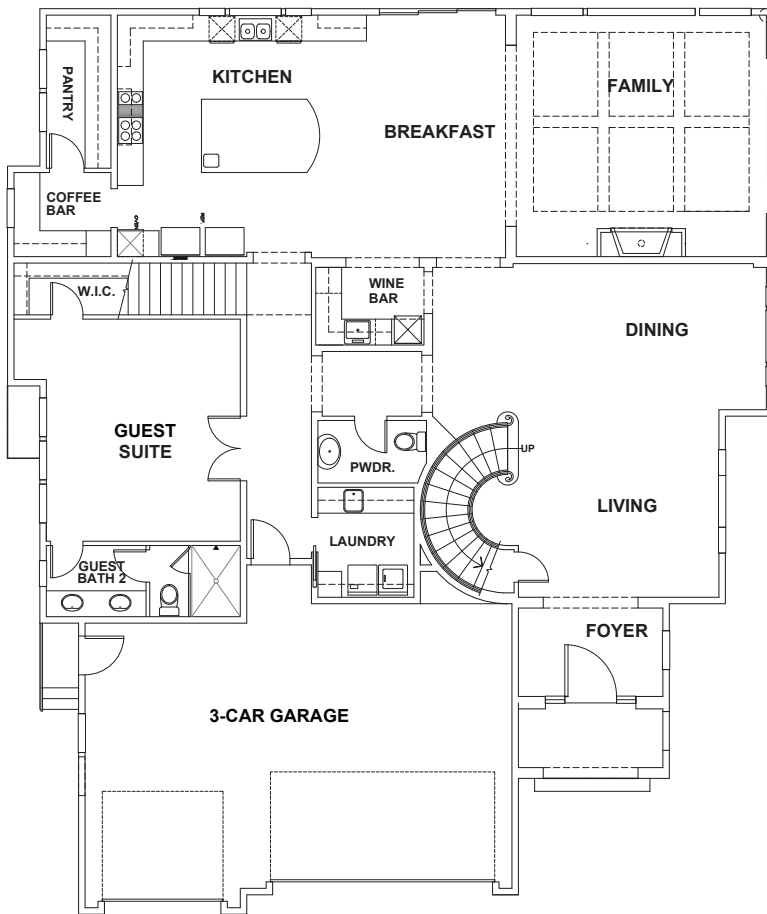 KITCHEN
FAMILY
PANTRY
BREAKFAST
COFFEE
BAR
W.I.C.
WINE
BAR
DINING
GUEST
SUITE
UP
PWDR.
LIVING
LAUNDRY
GUEST
BATH 2
FOYER
3-CAR GARAGE